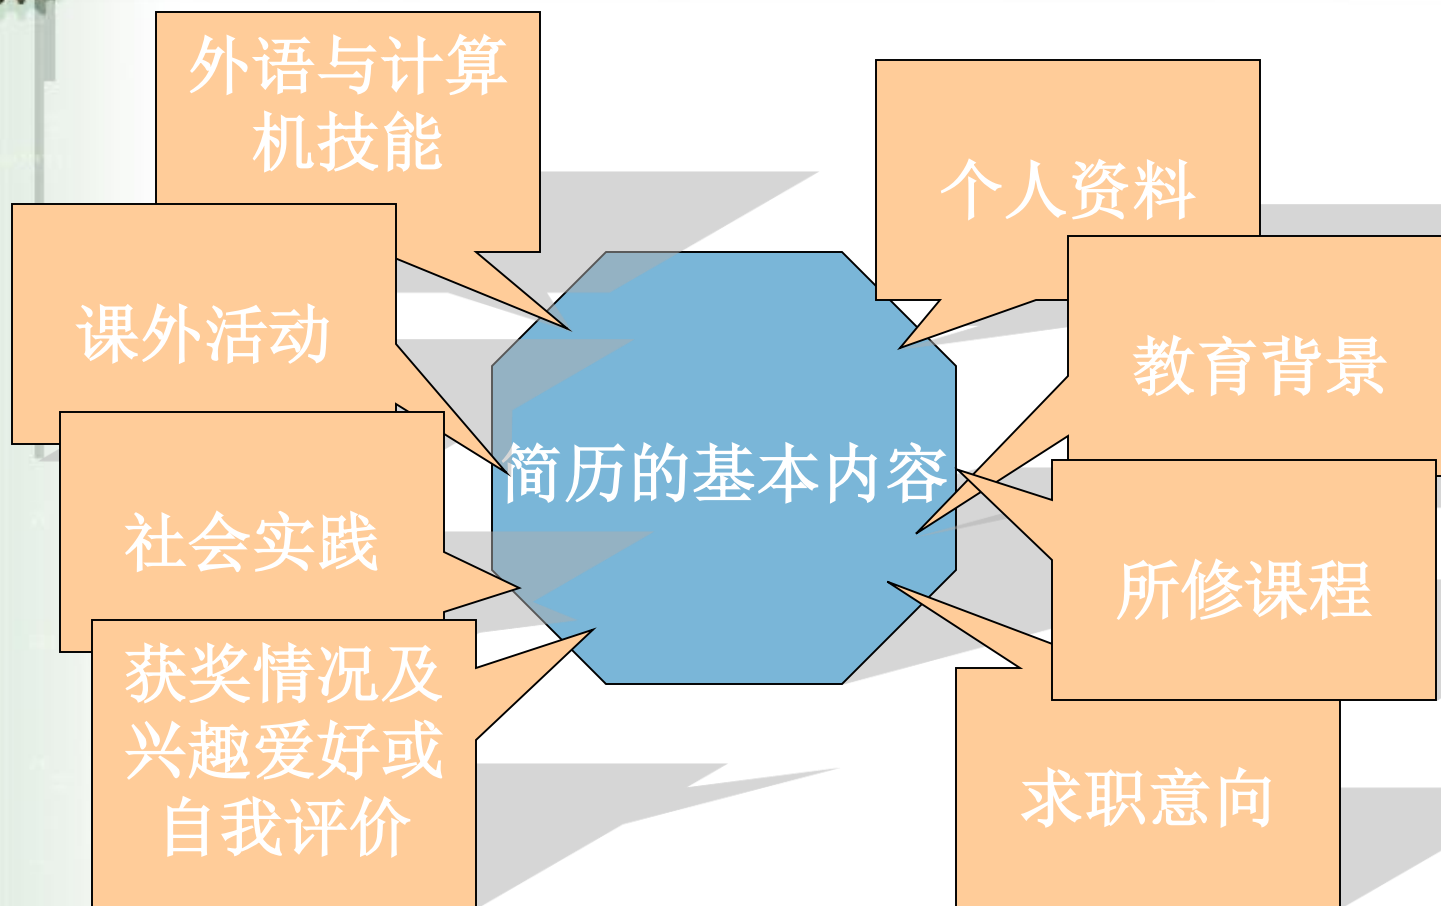 外语与计算
机技能
个人资料
课外活动
教育背景
简历的基本内容
社会实践
所修课程
获奖情况及
兴趣爱好或
自我评价
求职意向